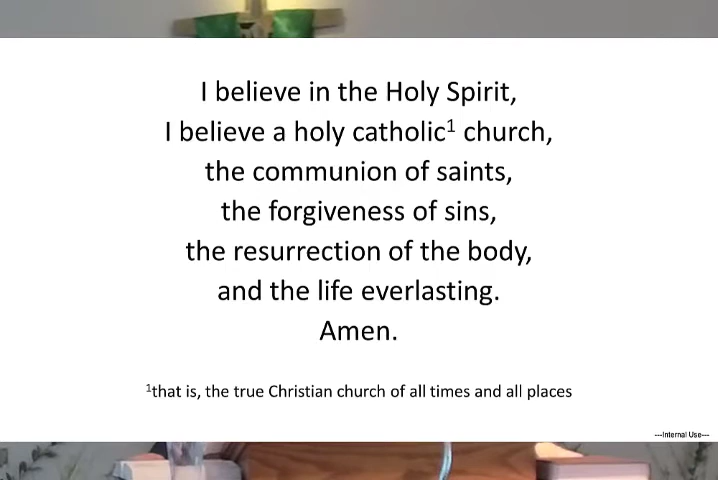 I believe in the Holy Spirit,
I believe a holy catholic¹ church,
the communion of saints,
the forgiveness of sins,
the resurrection of the body,
and the life everlasting.
Amen.
¹that is, the true Christian church of all times and all places
---Internal Use---